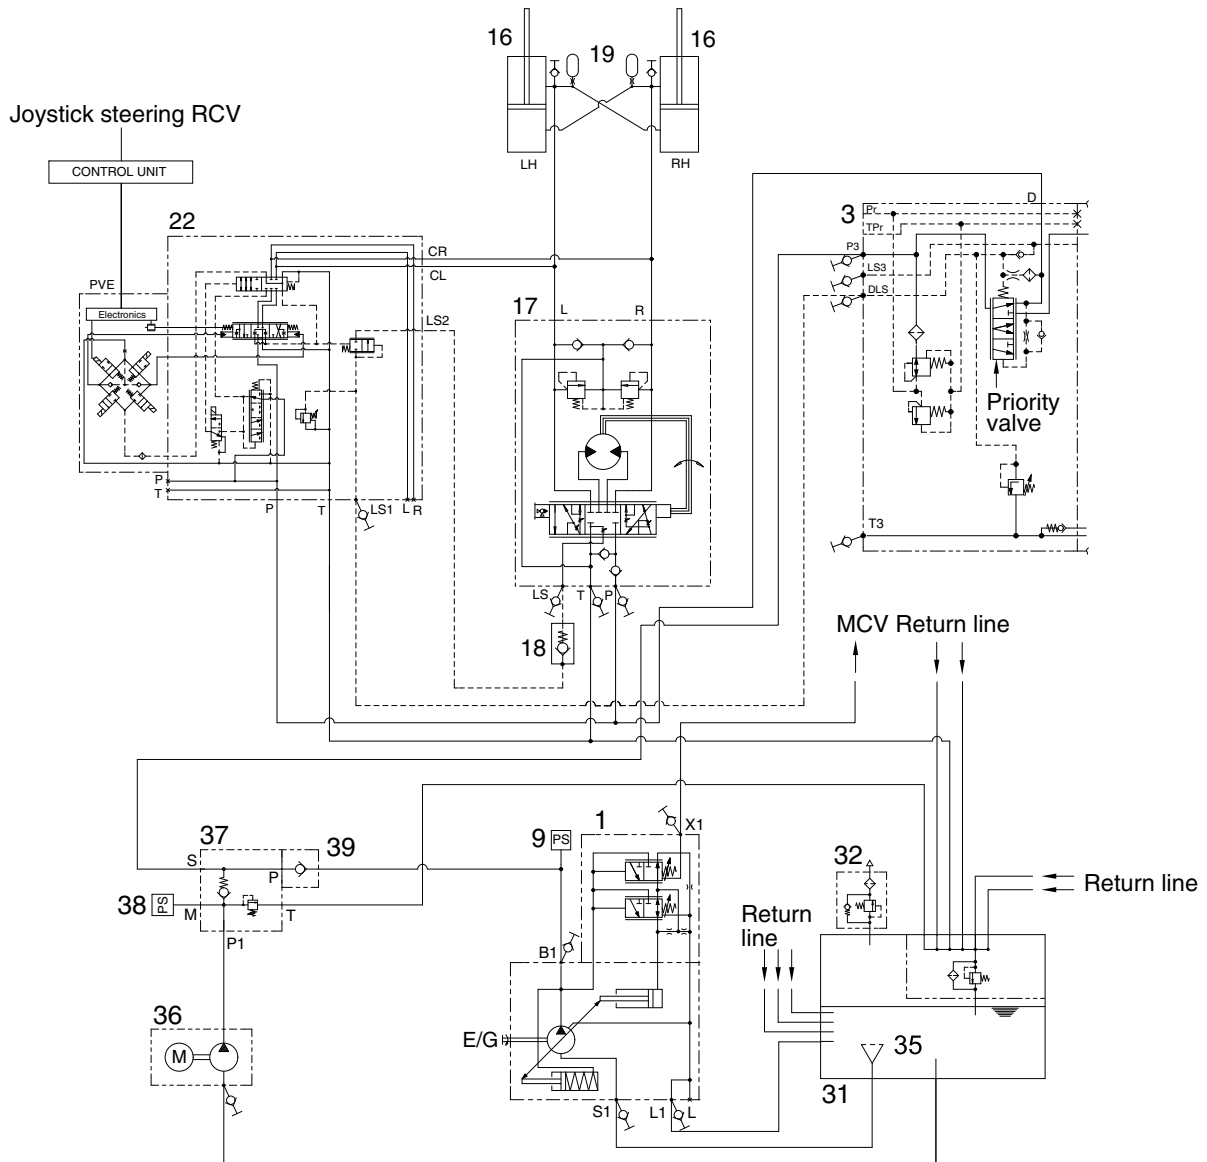 16
19
16
Joystick steering RCV
CONTROL UNIT
LH
RH
22
3
D
Pr
TPr
P3
CR
CL
LS3
DLS
PVE
17
Electronics
L
R
LS2
Priority
valve
P
T
P
T
LS1
L
R
T3
LS
T
P
18
MCV Return line
1
X1
9
PS
37
39
S
P
32
Return line
38
PS
M
T
Return
line
P1
B1
36
M
E/G
35
31
S1
L1
L